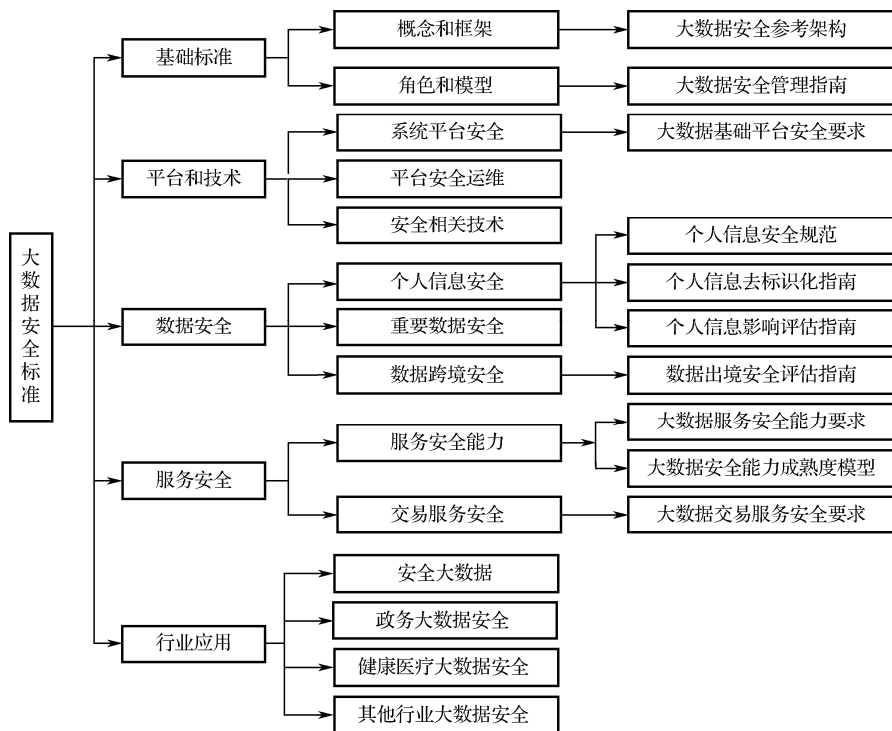 大数据安全标准
基础标准
概念和框架
大数据安全参考架构
角色和模型
大数据安全管理指南
平台和技术
系统平台安全
大数据基础平台安全要求
平台安全运维
安全相关技术
数据安全
个人信息安全
个人信息安全规范
个人信息去标识化指南
个人信息影响评估指南
重要数据安全
数据跨境安全
数据出境安全评估指南
服务安全
服务安全能力
大数据服务安全能力要求
大数据安全能力成熟度模型
交易服务安全
大数据交易服务安全要求
行业应用
安全大数据
政务大数据安全
健康医疗大数据安全
其他行业大数据安全